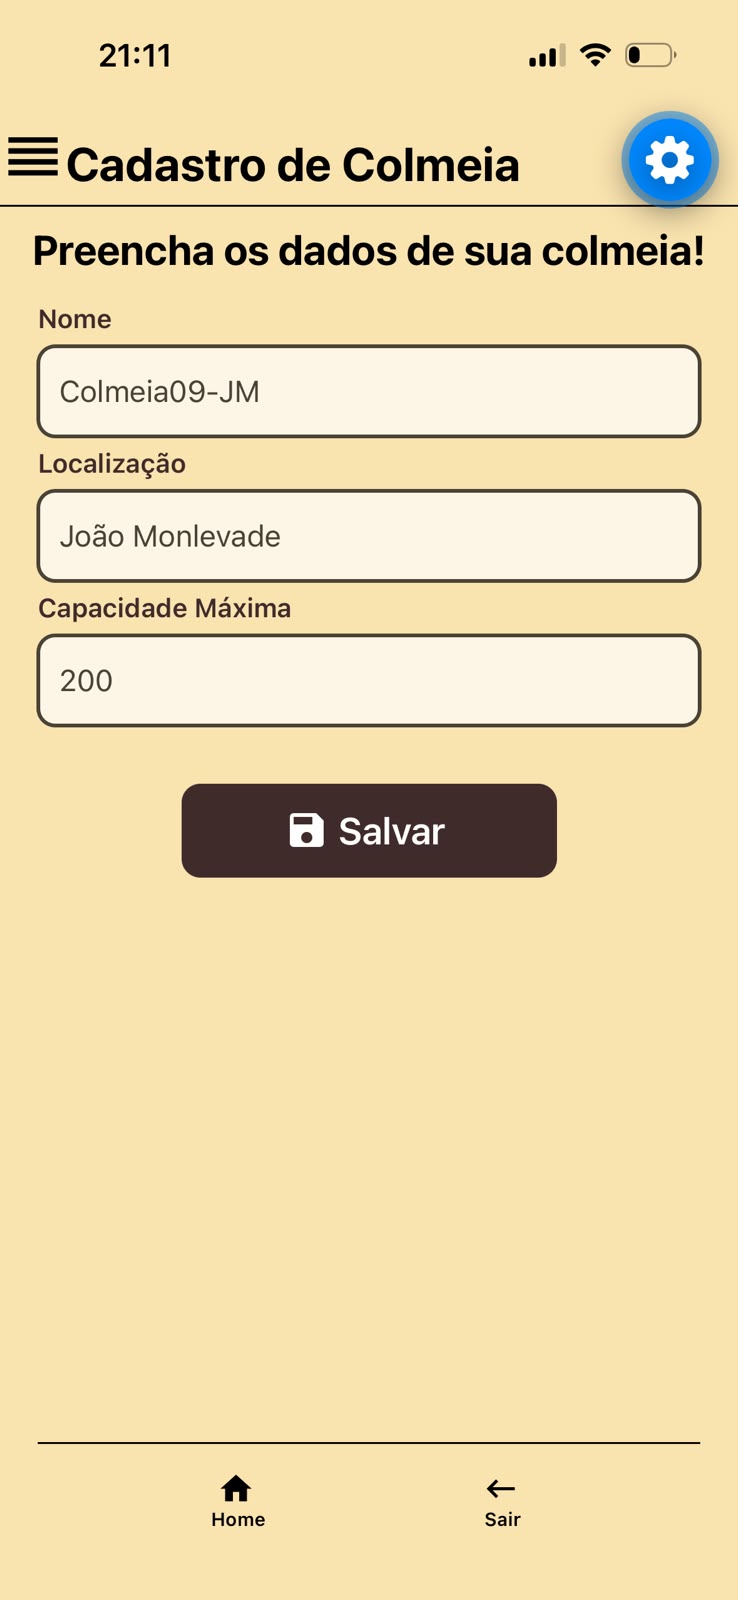 21:11
Cadastro de Colmeia
Preencha os dados de sua colmeia!
Nome
Colmeia09-JM
Localização
João Monlevade
Capacidade Máxima
200
Salvar
Home
Sair